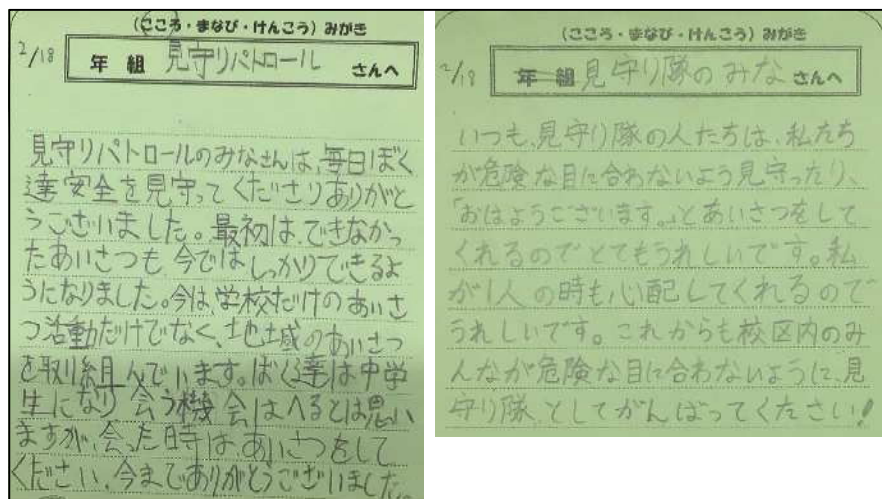 (こころ・まなび・けんこう)みがき
2/18
年 組 見守りパトロール さんへ
見守りパトロールのみなさんは、毎日ぼく
達安全を見守ってくださりありがと
うございました。最初は、できなかっ
たあいさつも今ではしっかりできるよ
うになりました。今は、学校だけのあいさ
つ活動だけでなく、地域のあいさつ
を取り組んでいます。ぼく達は中学
生になり会う機会はへるとは思い
ますが、会った時は、あいさつをして
ください。今までありがとうございました。
(こころ・まなび・けんこう)みがき
2/18
年 組 見守り隊のみな さんへ
いつも、見守り隊の人たちは、私たち
が危険な目に合わないよう見守ったり、
「おはようございます。」とあいさつをして
くれるのでとてもうれしいです。私
が1人の時も心配してくれるので
うれしいです。これからも校区内のみ
んなが危険な目に合わないように、見
守り隊としてがんばってください!